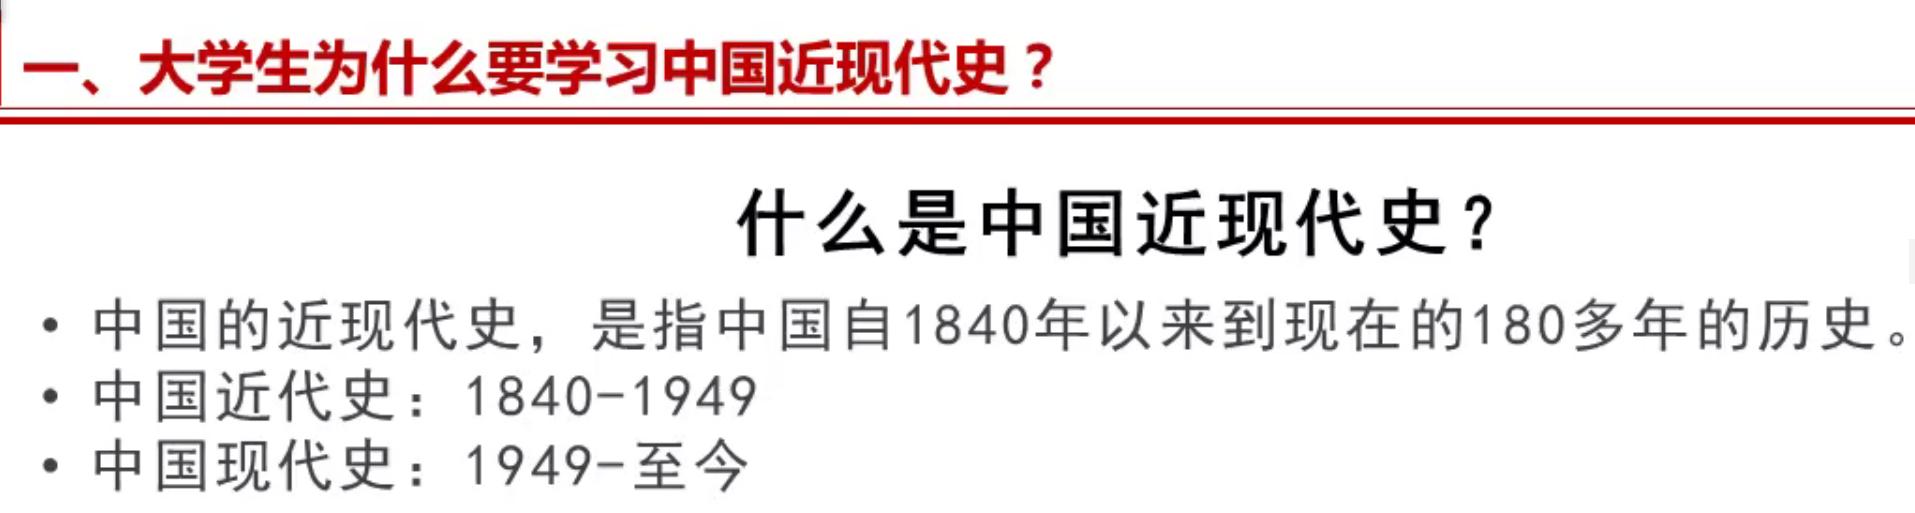 一、大学生为什么要学习中国近现代史？
什么是中国近现代史?
• 中国的近现代史，是指中国自1840年以来到现在的180多年的历史。
• 中国近代史：1840-1949
• 中国现代史：1949-至今